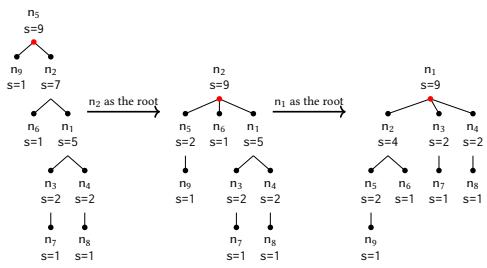 n5
s=9
n9 n2
s=1 s=7
n6 n1
s=1 s=5
n3 n4
s=2 s=2
n7 n8
s=1 s=1
n2 as the root
n2
s=9
n5 n6 n1
s=2 s=1 s=5
n9 n3 n4
s=1 s=2 s=2
n7 n8
s=1 s=1
n1 as the root
n1
s=9
n2 n3 n4
s=4 s=2 s=2
n5 n6 n7 n8
s=2 s=1 s=1 s=1
n9
s=1